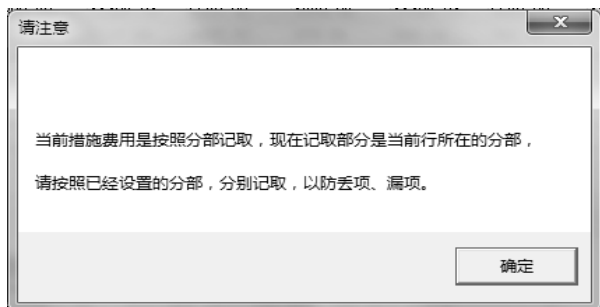 请注意
当前措施费用是按照分部记取，现在记取部分是当前行所在的分部，
请按照已经设置的分部，分别记取，以防丢项、漏项。
确定